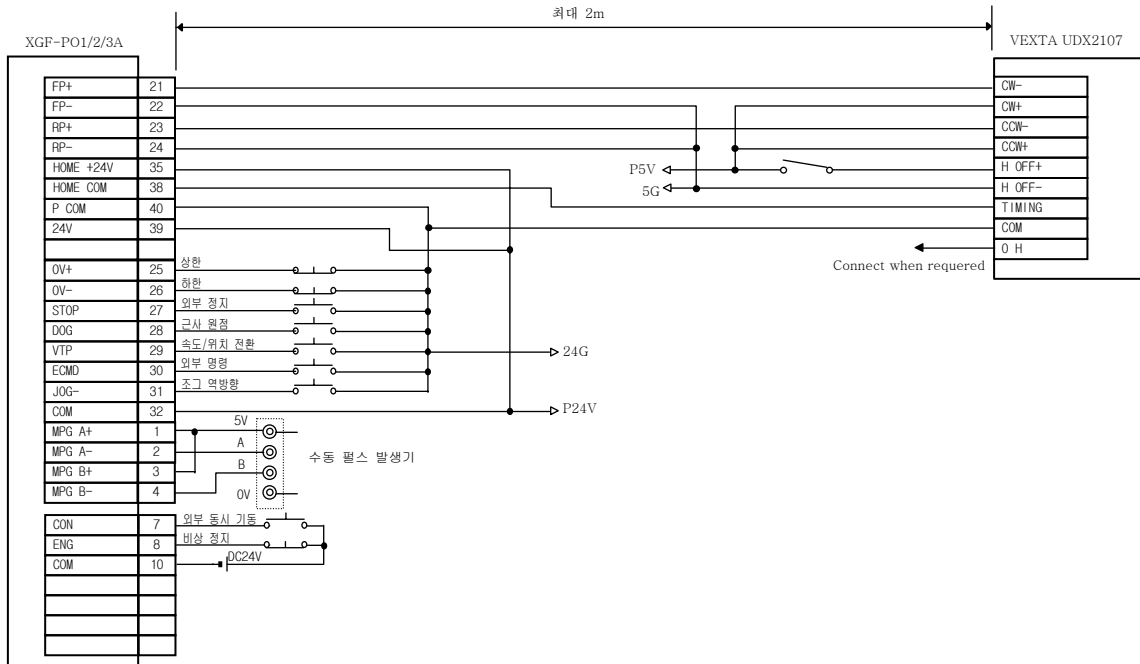 최대 2m
XGF-PO1/2/3A
VEXTA UDX2107
FP+ 21
FP- 22
RP+ 23
RP- 24
HOME +24V 35
HOME COM 38
P COM 40
24V 39
OV+ 25 상한
OV- 26 하한
STOP 27 외부 정지
DOG 28 근사 원점
VTP 29 속도/위치 전환
ECMD 30 외부 명령
JOG- 31 조그 역방향
COM 32
MPG A+ 1
MPG A- 2
MPG B+ 3
MPG B- 4
5V
A
B
0V
수동 펄스 발생기
CON 7 외부 동시 기동
ENG 8 비상 정지
COM 10 DC24V
P5V
5G
24G
P24V
CW-
CW+
CCW-
CCW+
H OFF+
H OFF-
TIMING
COM
O H
Connect when requered